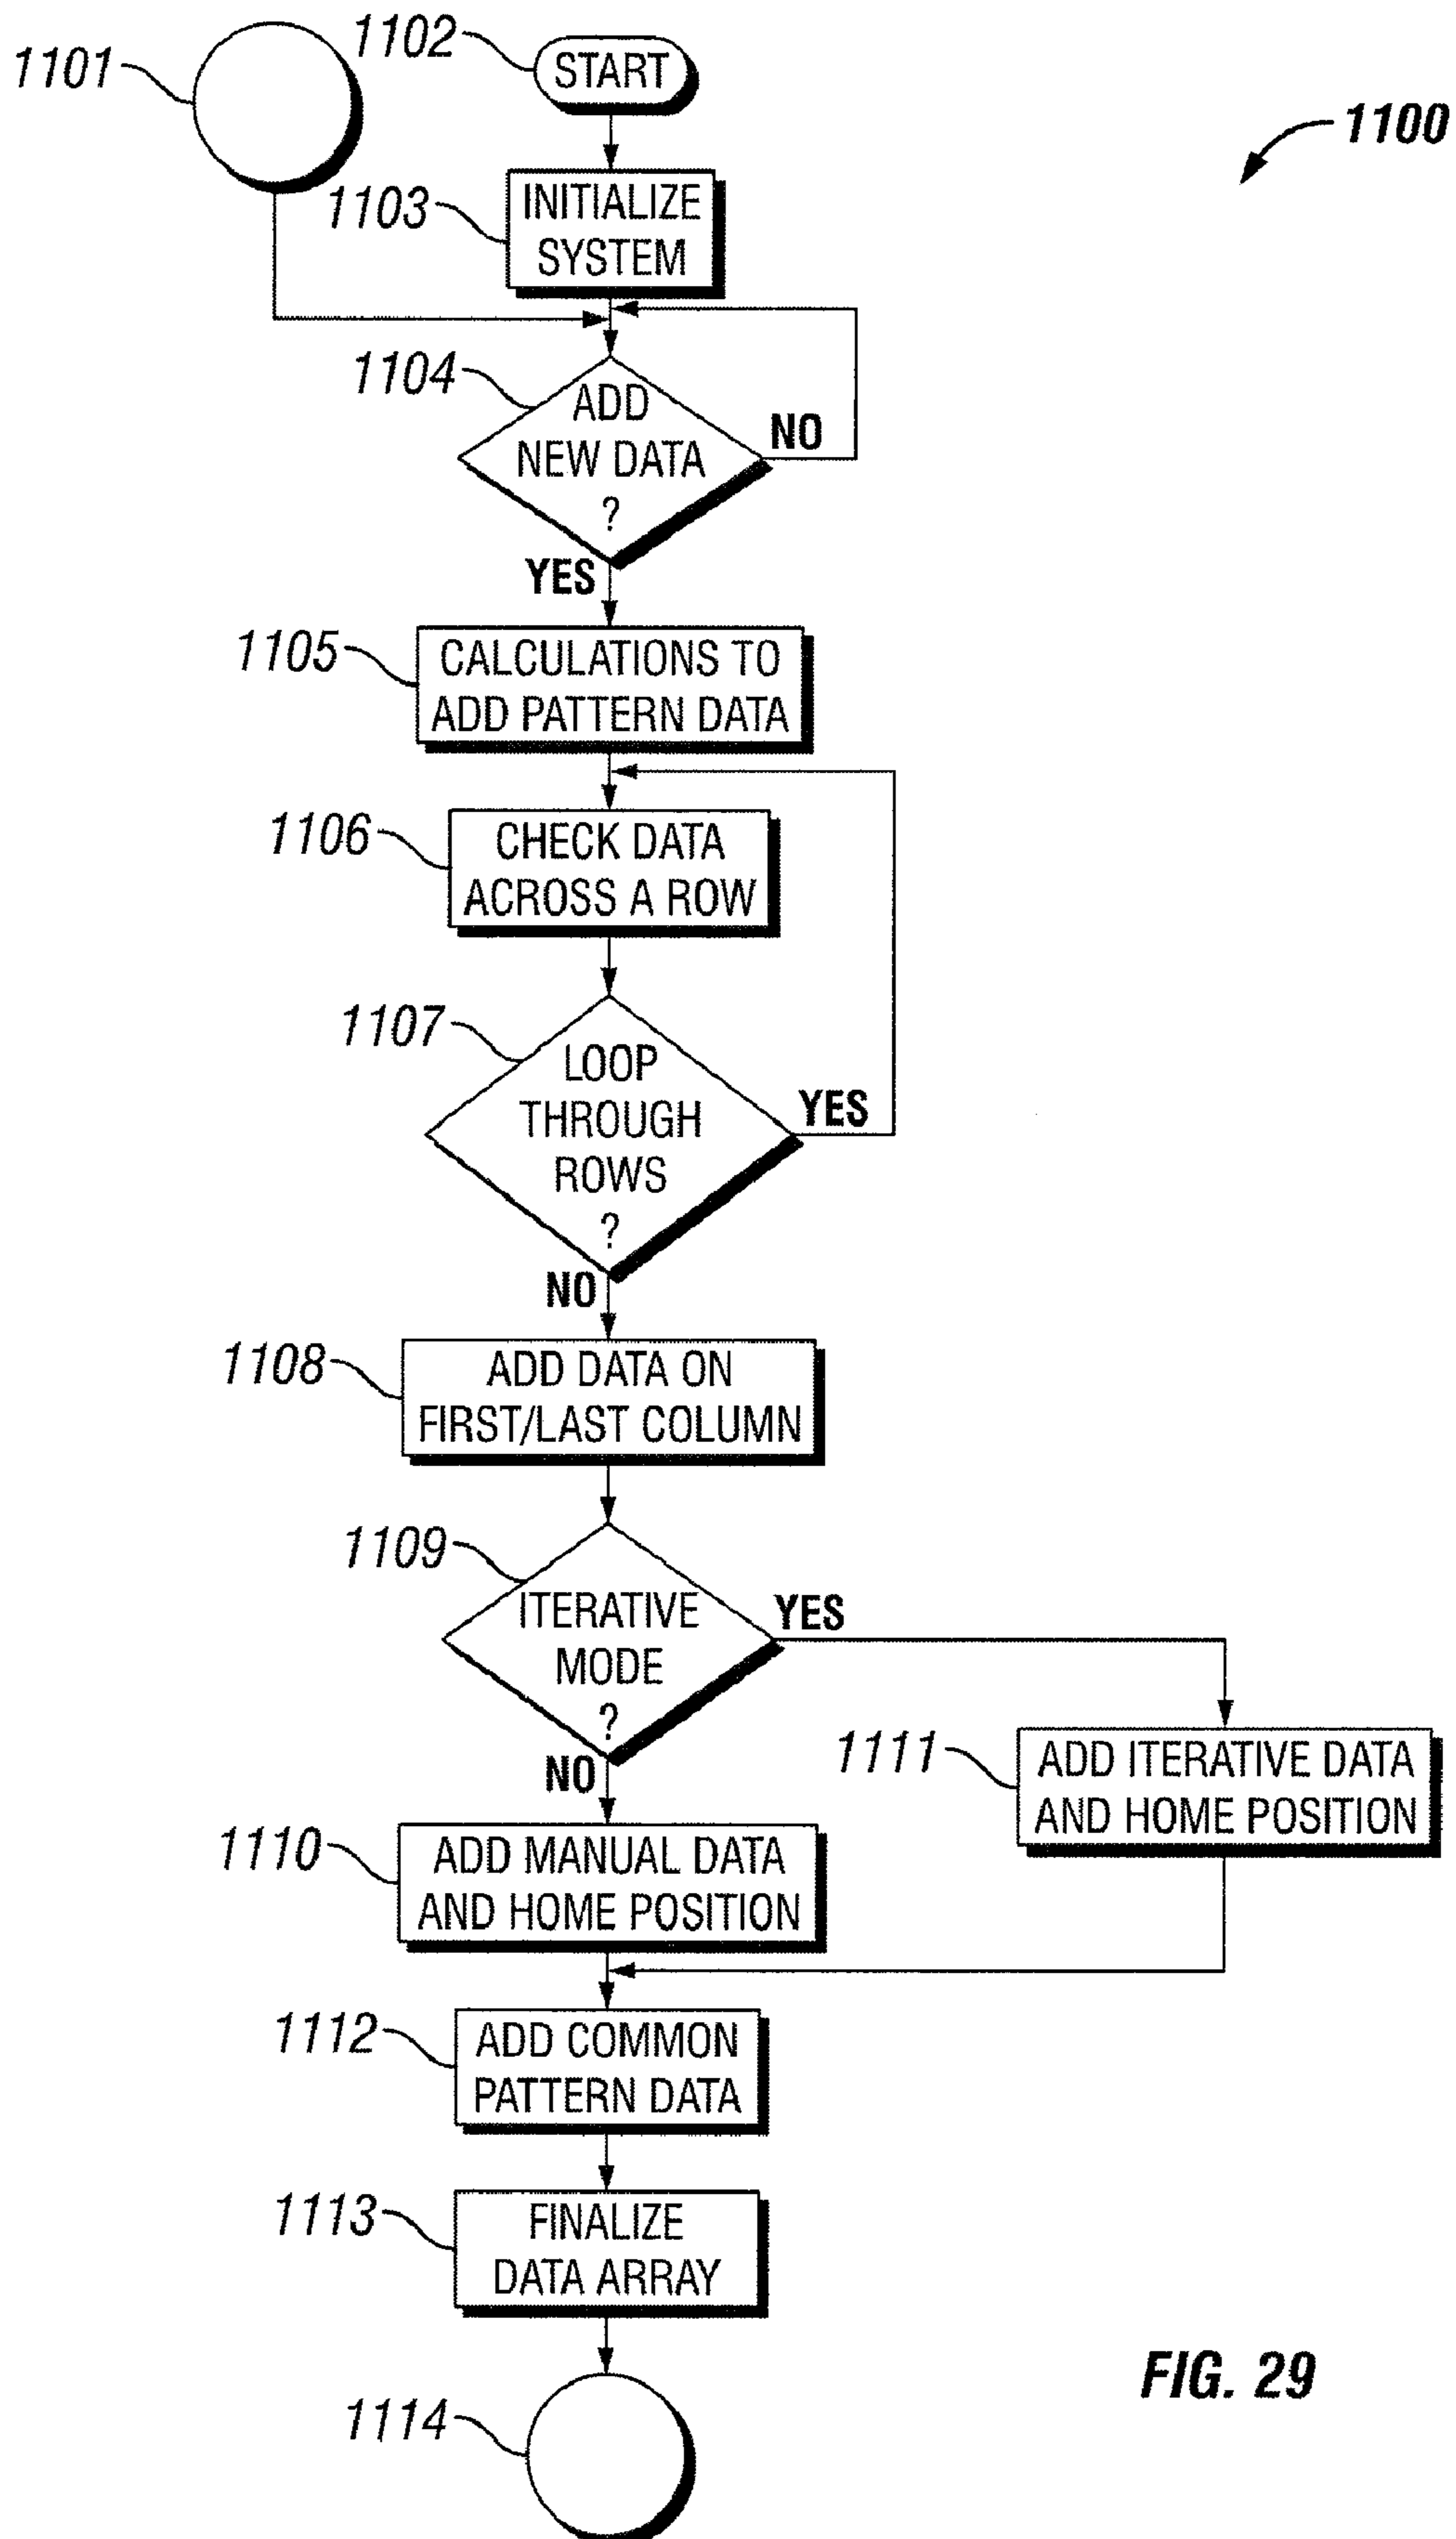 1101
1102
START
1100
1103
INITIALIZE
SYSTEM
1104
ADD
NEW DATA
?
NO
YES
1105
CALCULATIONS TO
ADD PATTERN DATA
1106
CHECK DATA
ACROSS A ROW
1107
LOOP
THROUGH
ROWS
?
YES
NO
1108
ADD DATA ON
FIRST/LAST COLUMN
1109
ITERATIVE
MODE
?
YES
NO
1111
ADD ITERATIVE DATA
AND HOME POSITION
1110
ADD MANUAL DATA
AND HOME POSITION
1112
ADD COMMON
PATTERN DATA
1113
FINALIZE
DATA ARRAY
1114
FIG. 29